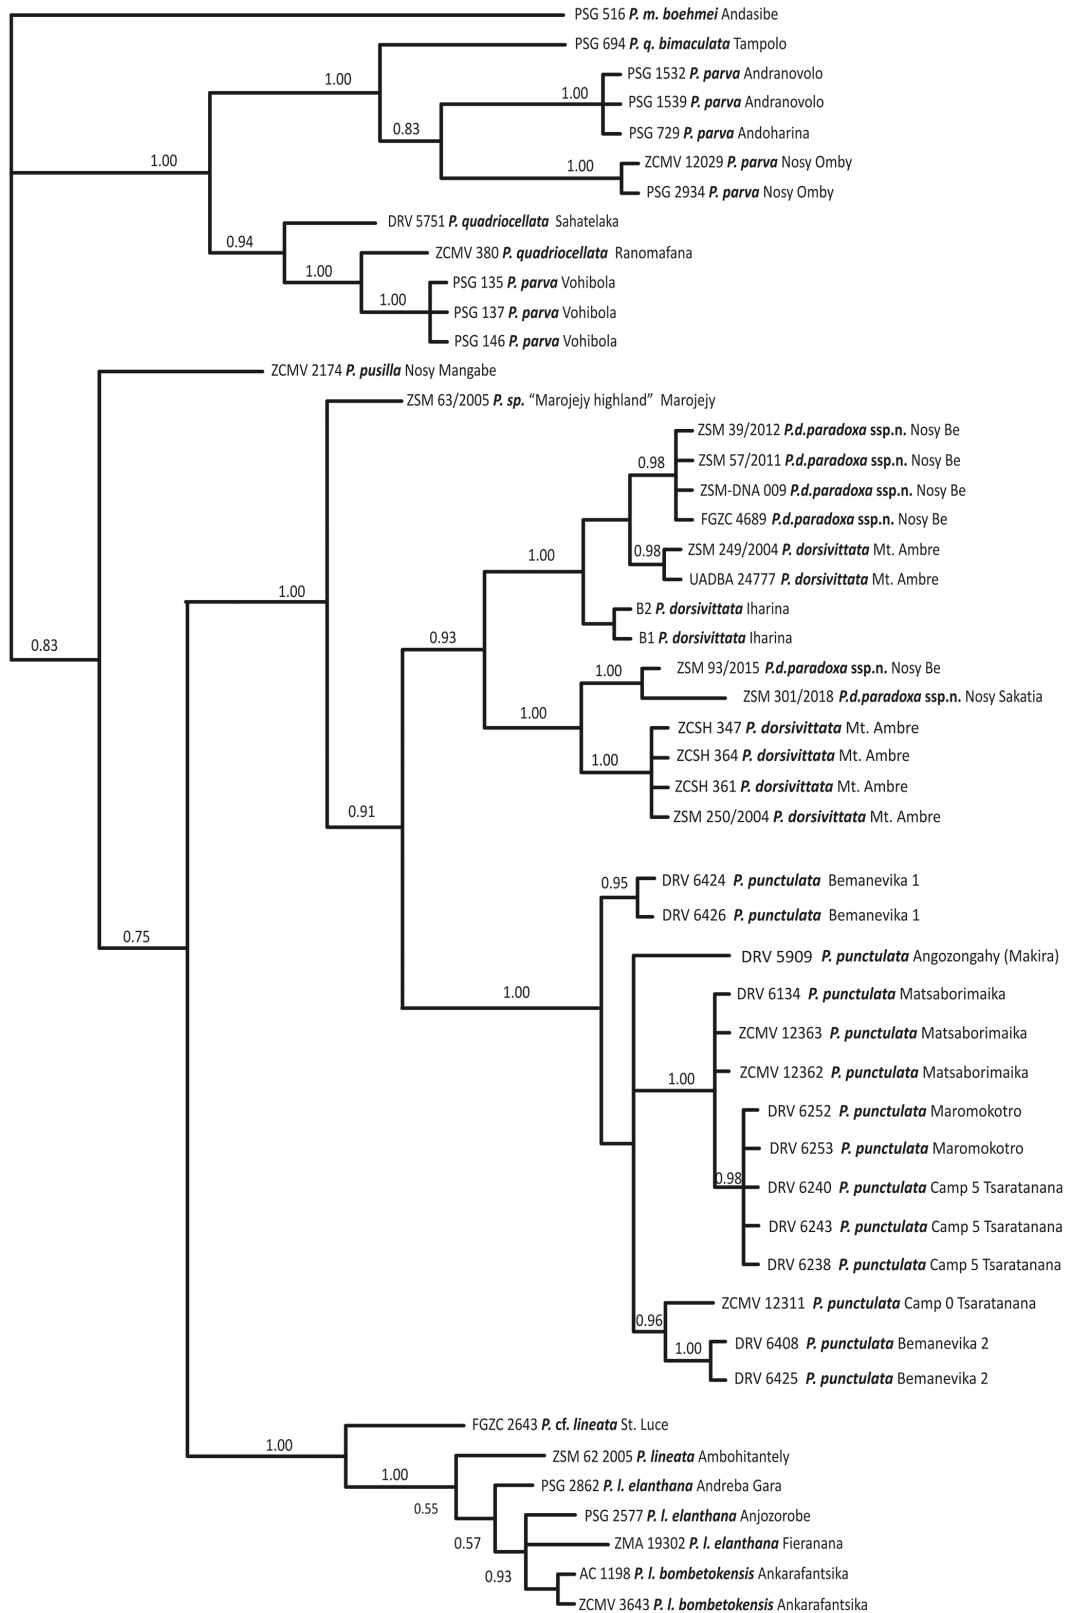 PSG 516 P. m. boehmei Andasibe
PSG 694 P. q. bimaculata Tampolo
PSG 1532 P. parva Andranovolo
1.00
1.00
PSG 1539 P. parva Andranovolo
0.83
PSG 729 P. parva Andoharina
1.00
1.00
ZCMV 12029 P. parva Nosy Omby
PSG 2934 P. parva Nosy Omby
DRV 5751 P. quadriocellata Sahatelaka
0.94
ZCMV 380 P. quadriocellata Ranomafana
1.00
PSG 135 P. parva Vohibola
1.00
PSG 137 P. parva Vohibola
PSG 146 P. parva Vohibola
ZCMV 2174 P. pusilla Nosy Mangabe
ZSM 63/2005 P. sp. “Marojejy highland” Marojejy
ZSM 39/2012 P.d.paradoxa ssp.n. Nosy Be
0.98
ZSM 57/2011 P.d.paradoxa ssp.n. Nosy Be
ZSM-DNA 009 P.d.paradoxa ssp.n. Nosy Be
FGZC 4689 P.d.paradoxa ssp.n. Nosy Be
1.00
0.98
ZSM 249/2004 P. dorsivittata Mt. Ambre
UADBA 24777 P. dorsivittata Mt. Ambre
1.00
B2 P. dorsivittata Iharina
0.83
0.93
B1 P. dorsivittata Iharina
1.00
ZSM 93/2015 P.d.paradoxa ssp.n. Nosy Be
ZSM 301/2018 P.d.paradoxa ssp.n. Nosy Sakatia
1.00
ZCSH 347 P. dorsivittata Mt. Ambre
1.00
ZCSH 364 P. dorsivittata Mt. Ambre
ZCSH 361 P. dorsivittata Mt. Ambre
0.91
ZSM 250/2004 P. dorsivittata Mt. Ambre
0.95
DRV 6424 P. punctulata Bemanevika 1
DRV 6426 P. punctulata Bemanevika 1
0.75
DRV 5909 P. punctulata Angozongahy (Makira)
1.00
DRV 6134 P. punctulata Matsaborimaika
ZCMV 12363 P. punctulata Matsaborimaika
1.00
ZCMV 12362 P. punctulata Matsaborimaika
DRV 6252 P. punctulata Maromokotro
DRV 6253 P. punctulata Maromokotro
0.98
DRV 6240 P. punctulata Camp 5 Tsaratanana
DRV 6243 P. punctulata Camp 5 Tsaratanana
DRV 6238 P. punctulata Camp 5 Tsaratanana
ZCMV 12311 P. punctulata Camp 0 Tsaratanana
0.96
1.00
DRV 6408 P. punctulata Bemanevika 2
DRV 6425 P. punctulata Bemanevika 2
FGZC 2643 P. cf. lineata St. Luce
1.00
ZSM 62 2005 P. lineata Ambohitantely
1.00
PSG 2862 P. l. elanthana Andreba Gara
0.55
PSG 2577 P. l. elanthana Anjozorobe
0.57
ZMA 19302 P. l. elanthana Fieranana
0.93
AC 1198 P. l. bombetokensis Ankarafantsika
ZCMV 3643 P. l. bombetokensis Ankarafantsika